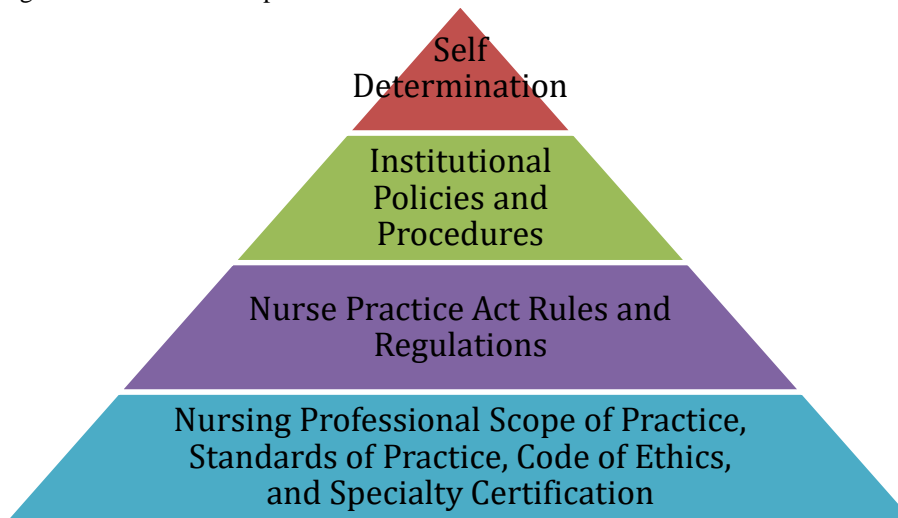 Self
Determination
Institutional
Policies and
Procedures
Nurse Practice Act Rules and
Regulations
Nursing Professional Scope of Practice,
Standards of Practice, Code of Ethics,
and Specialty Certification